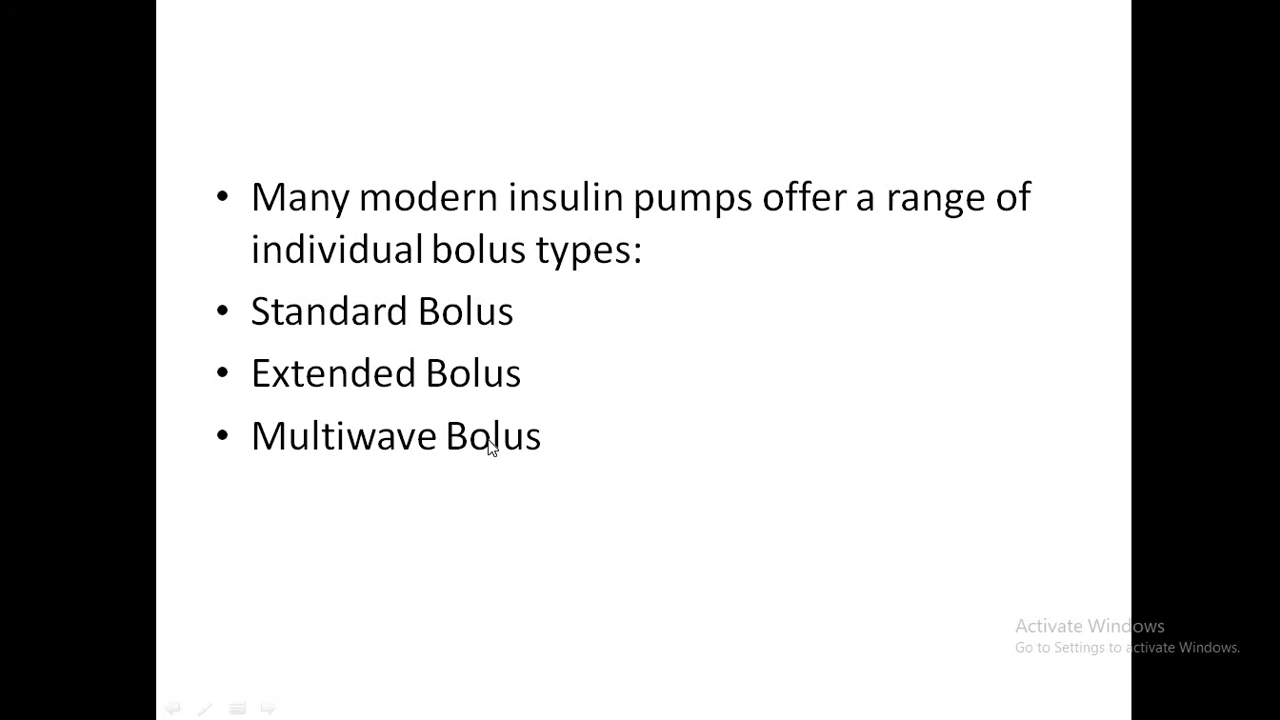 • Many modern insulin pumps offer a range of
individual bolus types:
• Standard Bolus
• Extended Bolus
• Multiwave Bolus
Activate Windows
Go to Settings to activate Windows.